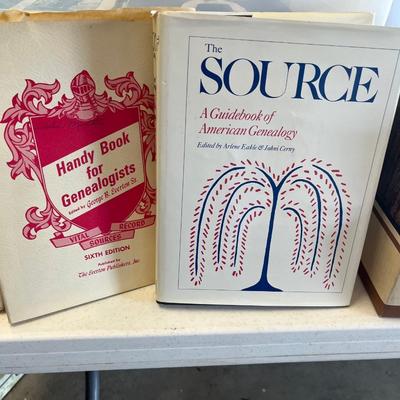 Handy Book
for
Genealogists
Edited by George B. Everton Sr.
VITAL RECORD
SOURCES
SIXTH EDITION
Published by
The Everton Publishers, Inc
The
SOURCE
A Guidebook of
American Genealogy
Edited by Arlene Eakle & Johni Cerny